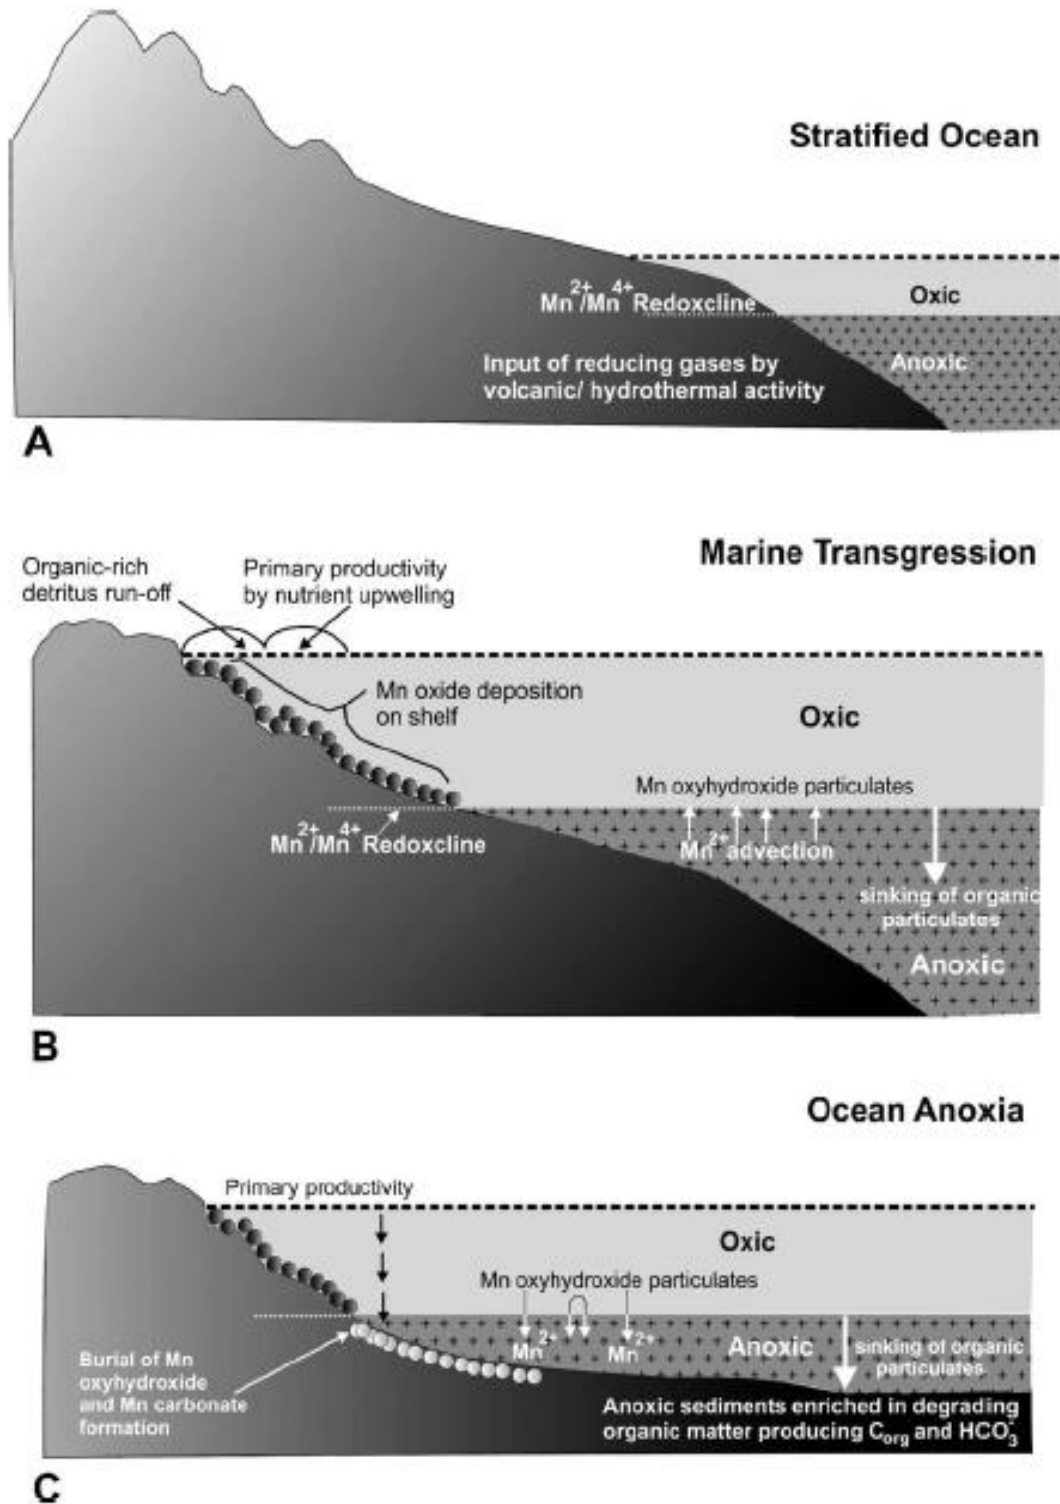 Stratified Ocean
Mn2+/Mn4+ Redoxcline
Oxic
Input of reducing gases by
volcanic/ hydrothermal activity
Anoxic
A
Marine Transgression
Organic-rich
detritus run-off
Primary productivity
by nutrient upwelling
Mn oxide deposition
on shelf
Oxic
Mn oxyhydroxide particulates
Mn2+/Mn4+ Redoxcline
Mn2+ advection
sinking of organic
particulates
Anoxic
B
Ocean Anoxia
Primary productivity
Oxic
Mn oxyhydroxide particulates
Mn2+
Mn2+
Anoxic
sinking of organic
particulates
Burial of Mn
oxyhydroxide
and Mn carbonate
formation
Anoxic sediments enriched in degrading
organic matter producing Corg and HCO3-
C